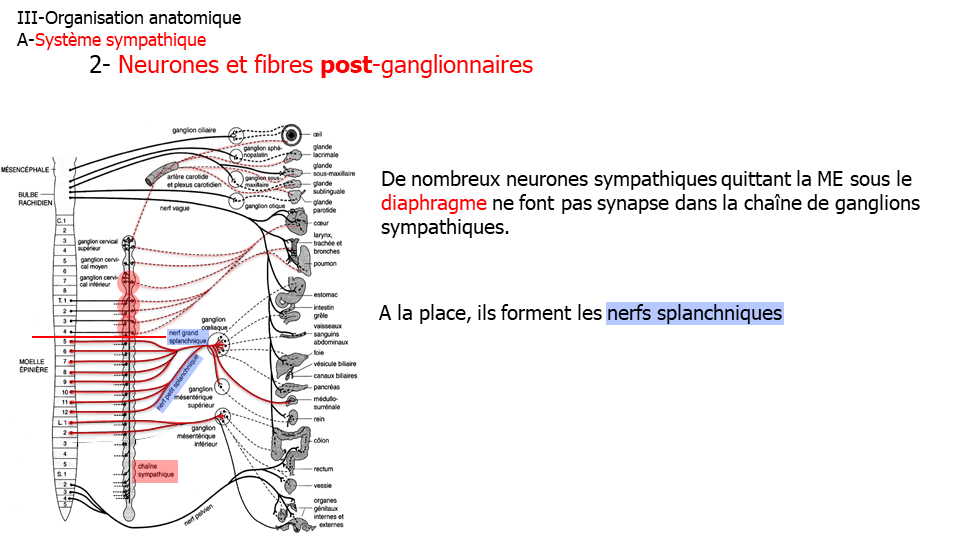 III-Organisation anatomique
A-Système sympathique
2- Neurones et fibres post-ganglionnaires
De nombreux neurones sympathiques quittant la ME sous le
diaphragme ne font pas synapse dans la chaîne de ganglions
sympathiques.
A la place, ils forment les nerfs splanchniques
MÉSENCÉPHALE
BULBE
RACHIDIEN
MOELLE
ÉPINIÈRE
C.1
2
3
4
5
6
7
8
T.1
2
3
4
5
6
7
8
9
10
11
12
L.1
2
3
4
5
S.1
2
3
4
5
ganglion cervical
supérieur
ganglion cervi-
cal moyen
ganglion cervi-
cal inférieur
chaîne
sympathique
ganglion ciliaire
ganglion sphé-
nopalatin
artère carotide
et plexus carotidien
ganglion sous-
maxillaire
ganglion otique
nerf vague
nerf grand
splanchnique
nerf petit splanchnique
ganglion
cœliaque
ganglion
mésentérique
supérieur
ganglion
mésentérique
inférieur
nerf pelvien
œil
glande
lacrimale
glande
sous-maxillaire
glande
sublinguale
glande
parotide
cœur
larynx,
trachée et
bronches
poumon
estomac
intestin
grêle
vaisseaux
sanguins
abdominaux
foie
vésicule biliaire
canaux biliaires
pancréas
médullo-
surrénale
rein
côlon
rectum
vessie
organes
génitaux
internes et
externes